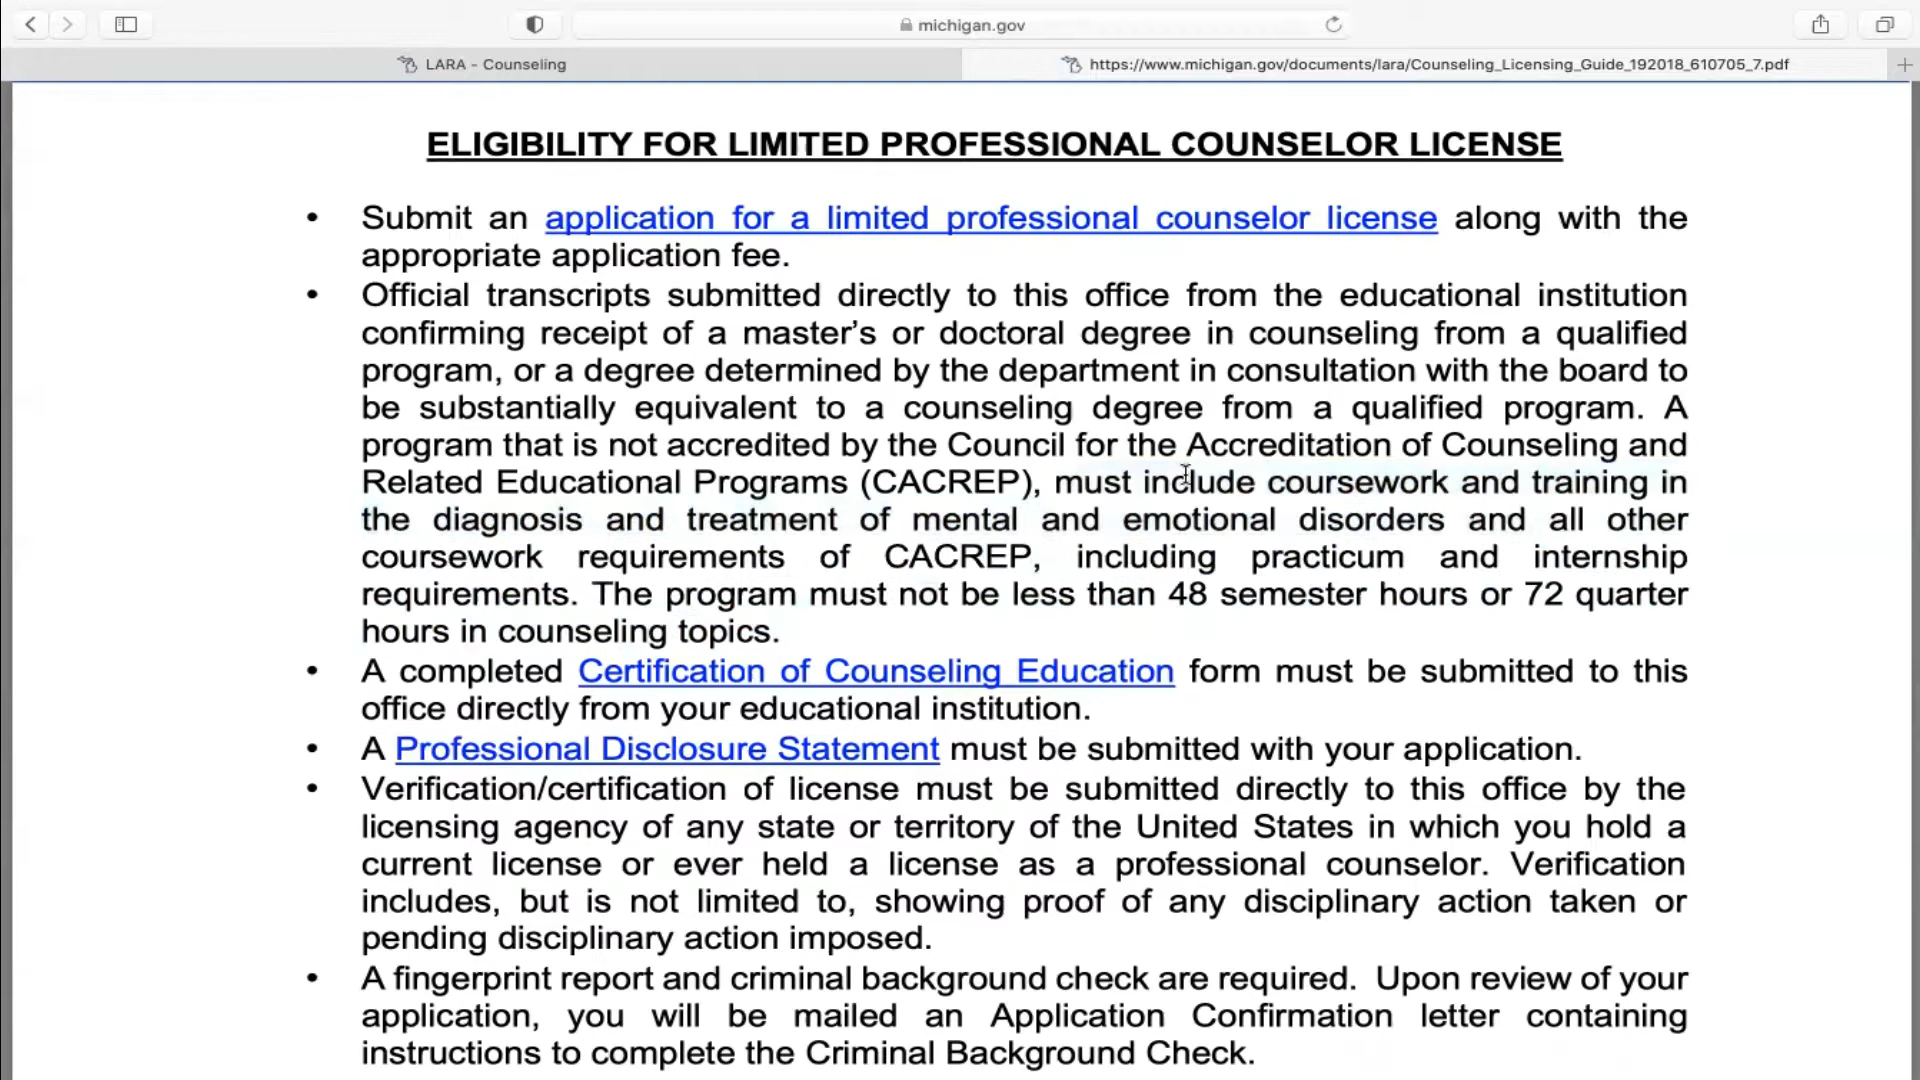 michigan.gov
LARA - Counseling
https://www.michigan.gov/documents/lara/Counseling_Licensing_Guide_192018_610705_7.pdf
ELIGIBILITY FOR LIMITED PROFESSIONAL COUNSELOR LICENSE
• Submit an application for a limited professional counselor license along with the
appropriate application fee.
• Official transcripts submitted directly to this office from the educational institution
confirming receipt of a master’s or doctoral degree in counseling from a qualified
program, or a degree determined by the department in consultation with the board to
be substantially equivalent to a counseling degree from a qualified program. A
program that is not accredited by the Council for the Accreditation of Counseling and
Related Educational Programs (CACREP), must include coursework and training in
the diagnosis and treatment of mental and emotional disorders and all other
coursework requirements of CACREP, including practicum and internship
requirements. The program must not be less than 48 semester hours or 72 quarter
hours in counseling topics.
• A completed Certification of Counseling Education form must be submitted to this
office directly from your educational institution.
• A Professional Disclosure Statement must be submitted with your application.
• Verification/certification of license must be submitted directly to this office by the
licensing agency of any state or territory of the United States in which you hold a
current license or ever held a license as a professional counselor. Verification
includes, but is not limited to, showing proof of any disciplinary action taken or
pending disciplinary action imposed.
• A fingerprint report and criminal background check are required. Upon review of your
application, you will be mailed an Application Confirmation letter containing
instructions to complete the Criminal Background Check.